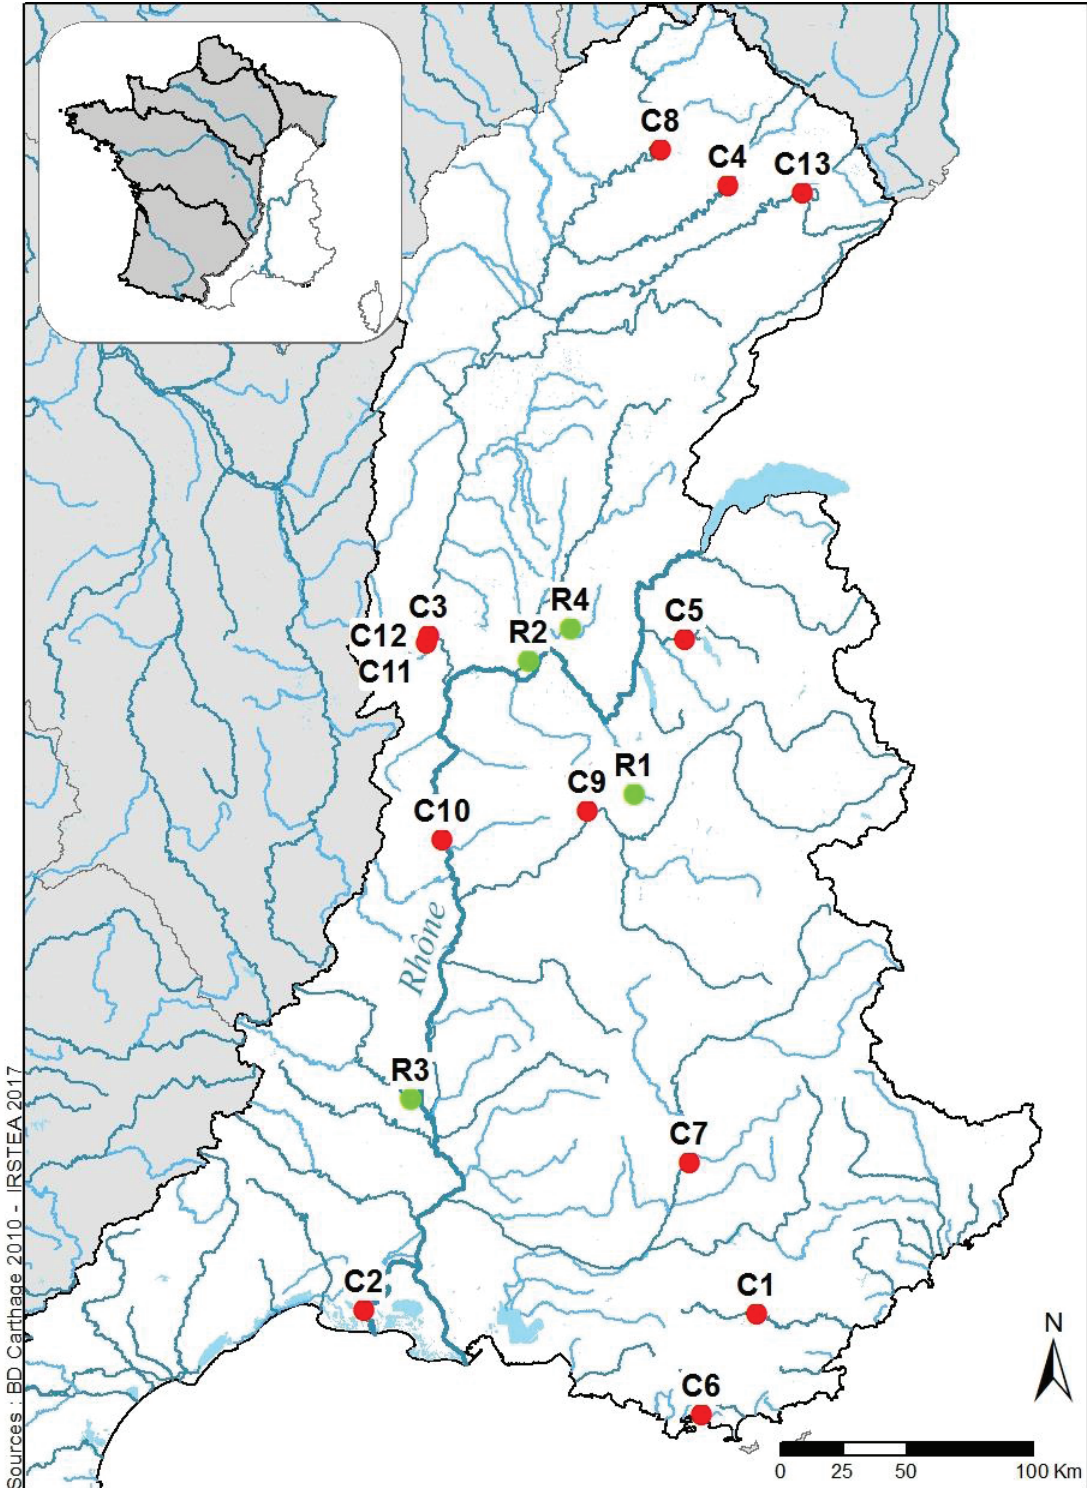 C8
C4
C13
C3
R4
C12
R2
C5
C11
R1
C9
C10
Rhône
R3
C7
C2
C1
C6
N
0 25 50 100 Km
Sources : BD Carthage 2010 - IRSTEA 2017